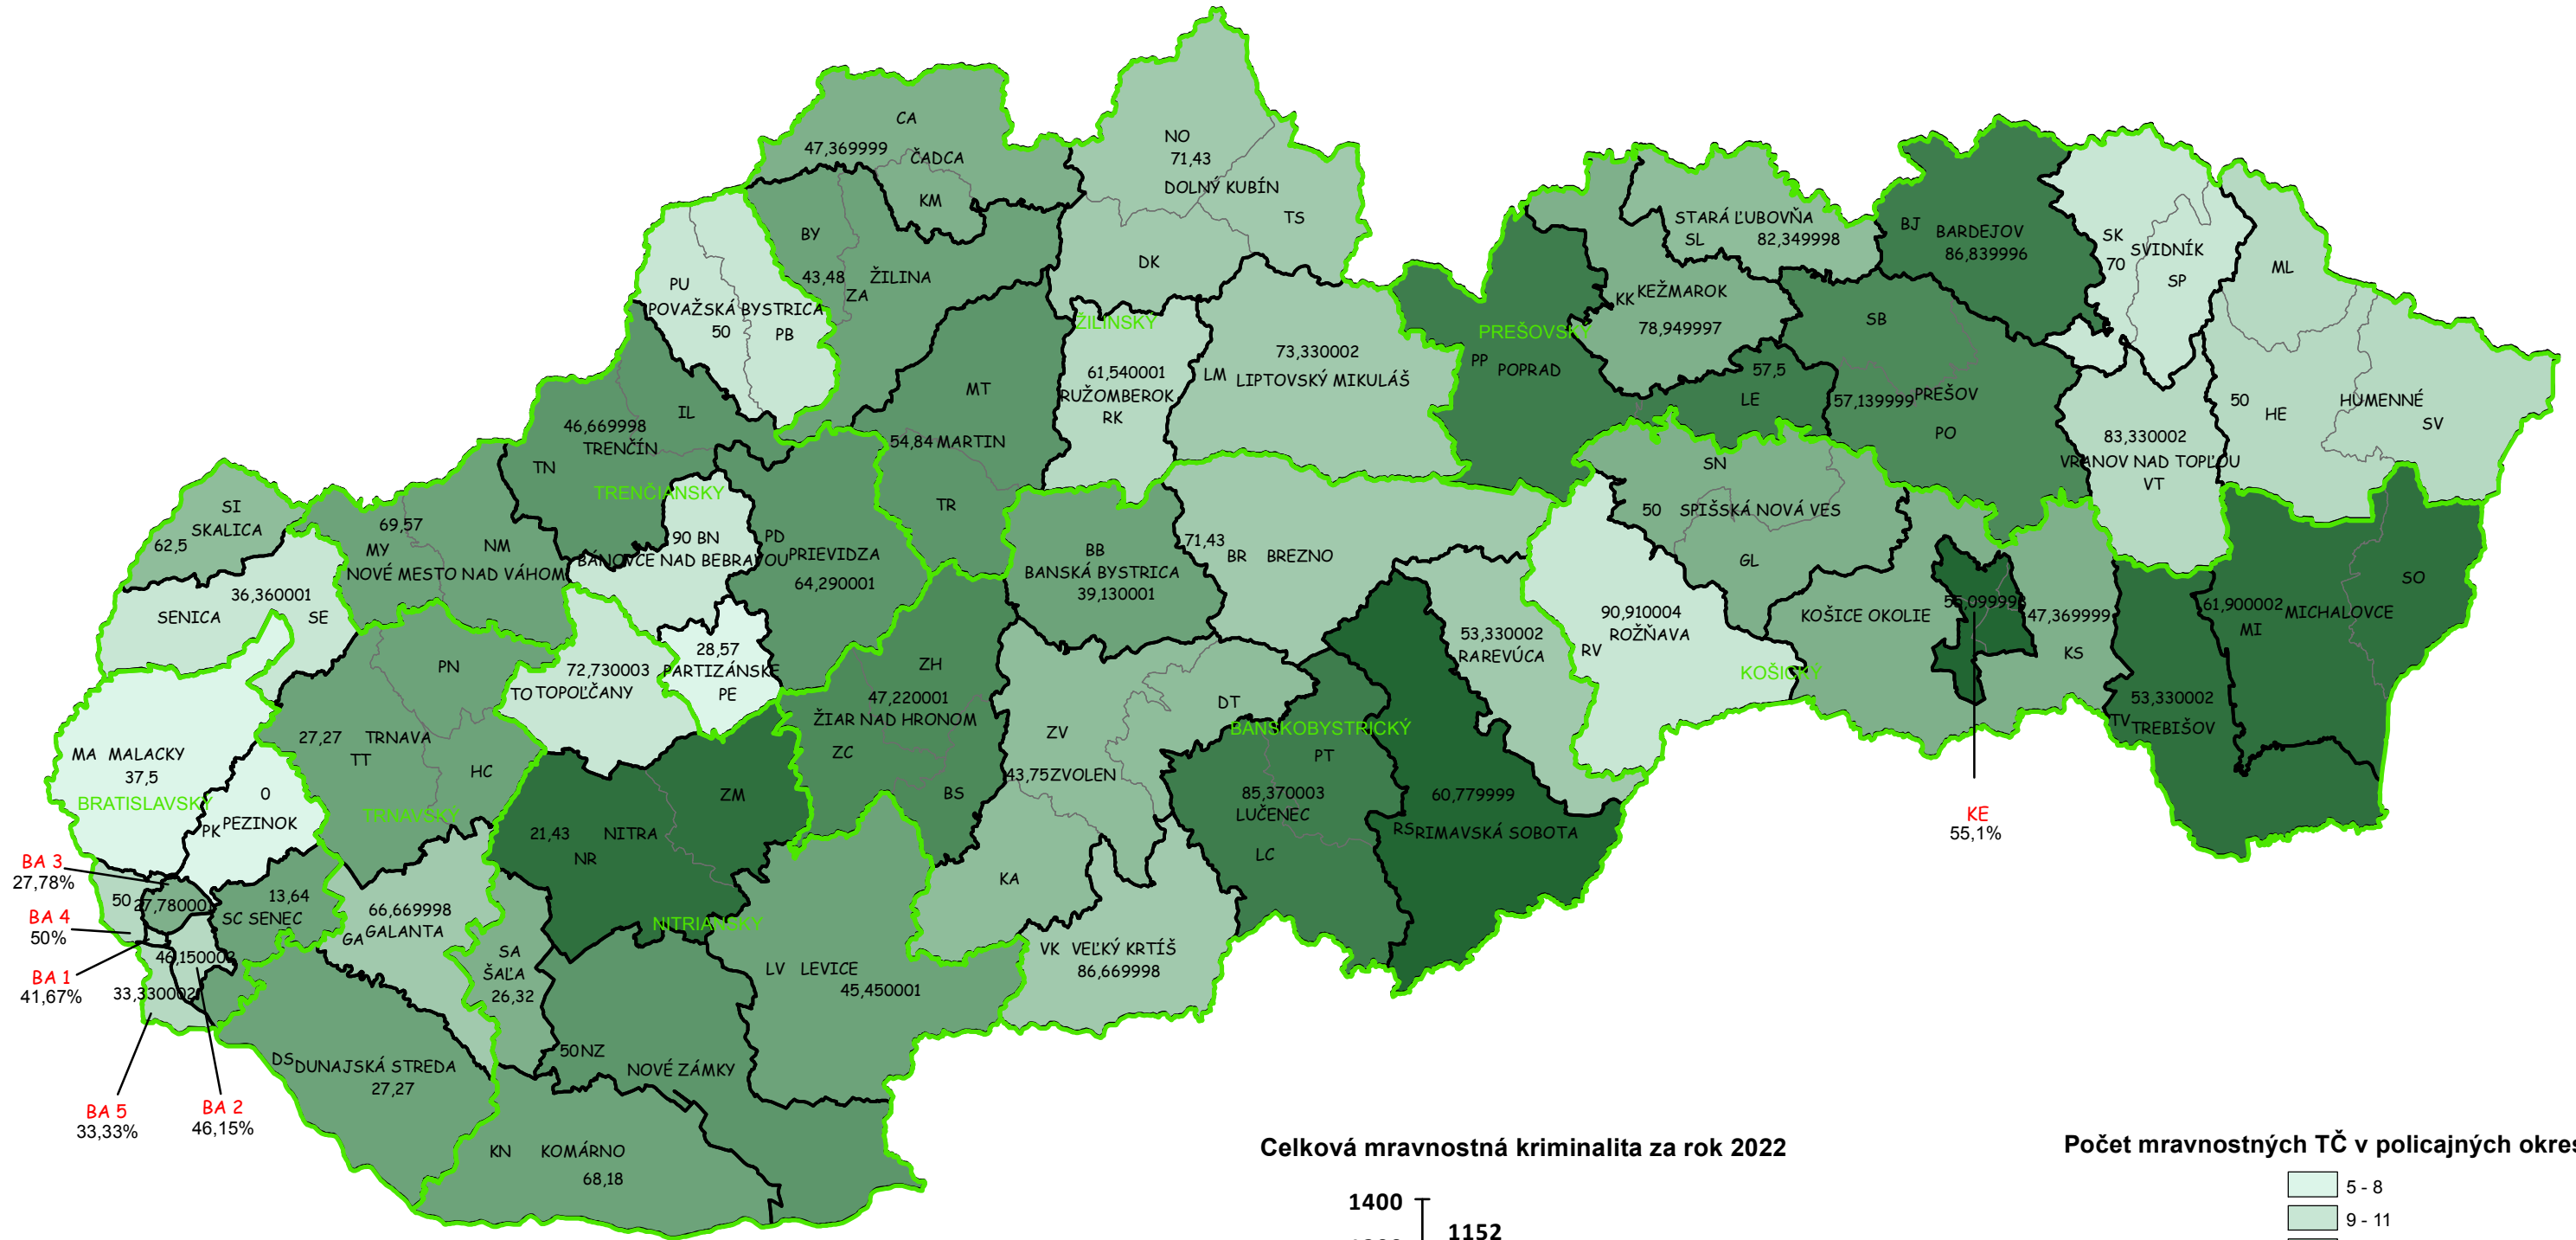 CA
47,369999
ČADCA
KM
NO
71,43
DOLNÝ KUBÍN
TS
DK
BY
43,48
ŽILINA
ZA
PU
POVAŽSKÁ BYSTRICA
50
PB
STARÁ ĽUBOVŇA
SL
82,349998
BJ
BARDEJOV
86,839996
SK
SVIDNÍK
70
SP
ML
KK
KEŽMAROK
78,949997
SB
PREŠOVSKÝ
PP
POPRAD
57,5
LE
57,139999
PREŠOV
PO
50
HE
HUMENNÉ
SV
83,330002
VRANOV NAD TOPĽOU
VT
ŽILINSKÝ
61,540001
RUŽOMBEROK
RK
73,330002
LM
LIPTOVSKÝ MIKULÁŠ
MT
54,84
MARTIN
TR
IL
46,669998
TRENČÍN
TN
TRENČIANSKY
SI
SKALICA
62,5
69,57
MY
NM
NOVÉ MESTO NAD VÁHOM
90
BN
BÁNOVCE NAD BEBRAVOU
PD
PRIEVIDZA
64,290001
BB
BANSKÁ BYSTRICA
39,130001
71,43
BR
BREZNO
SN
50
SPIŠSKÁ NOVÁ VES
GL
36,360001
SENICA
SE
PN
72,730003
TO
TOPOĽČANY
28,57
PARTIZÁNSKE
PE
ZH
47,220001
ŽIAR NAD HRONOM
ZC
BS
53,330002
RA
REVÚCA
90,910004
ROŽŇAVA
RV
KOŠICKÝ
KOŠICE OKOLIE
47,369999
KS
61,900002
MICHALOVCE
MI
SO
53,330002
TV
TREBIŠOV
KE
55,1%
MA
MALACKY
37,5
BRATISLAVSKÝ
0
PK
PEZINOK
27,27
TRNAVA
TT
HC
TRNAVSKÝ
21,43
NITRA
NR
ZM
ZV
43,75
ZVOLEN
DT
KA
BANSKOBYSTRICKÝ
PT
85,370003
LUČENEC
LC
60,779999
RS
RIMAVSKÁ SOBOTA
BA 3
27,78%
BA 4
50%
BA 1
41,67%
50
13,64
SC
SENEC
33,330002
BA 5
33,33%
BA 2
46,15%
66,669998
GA
GALANTA
SA
ŠAĽA
26,32
NITRIANSKY
LV
LEVICE
45,450001
VK
VEĽKÝ KRTÍŠ
86,669998
DS
DUNAJSKÁ STREDA
27,27
50
NZ
NOVÉ ZÁMKY
KN
KOMÁRNO
68,18
Celková mravnostná kriminalita za rok 2022
1400
1152
Počet mravnostných TČ v policajných
5 - 8
9 - 11